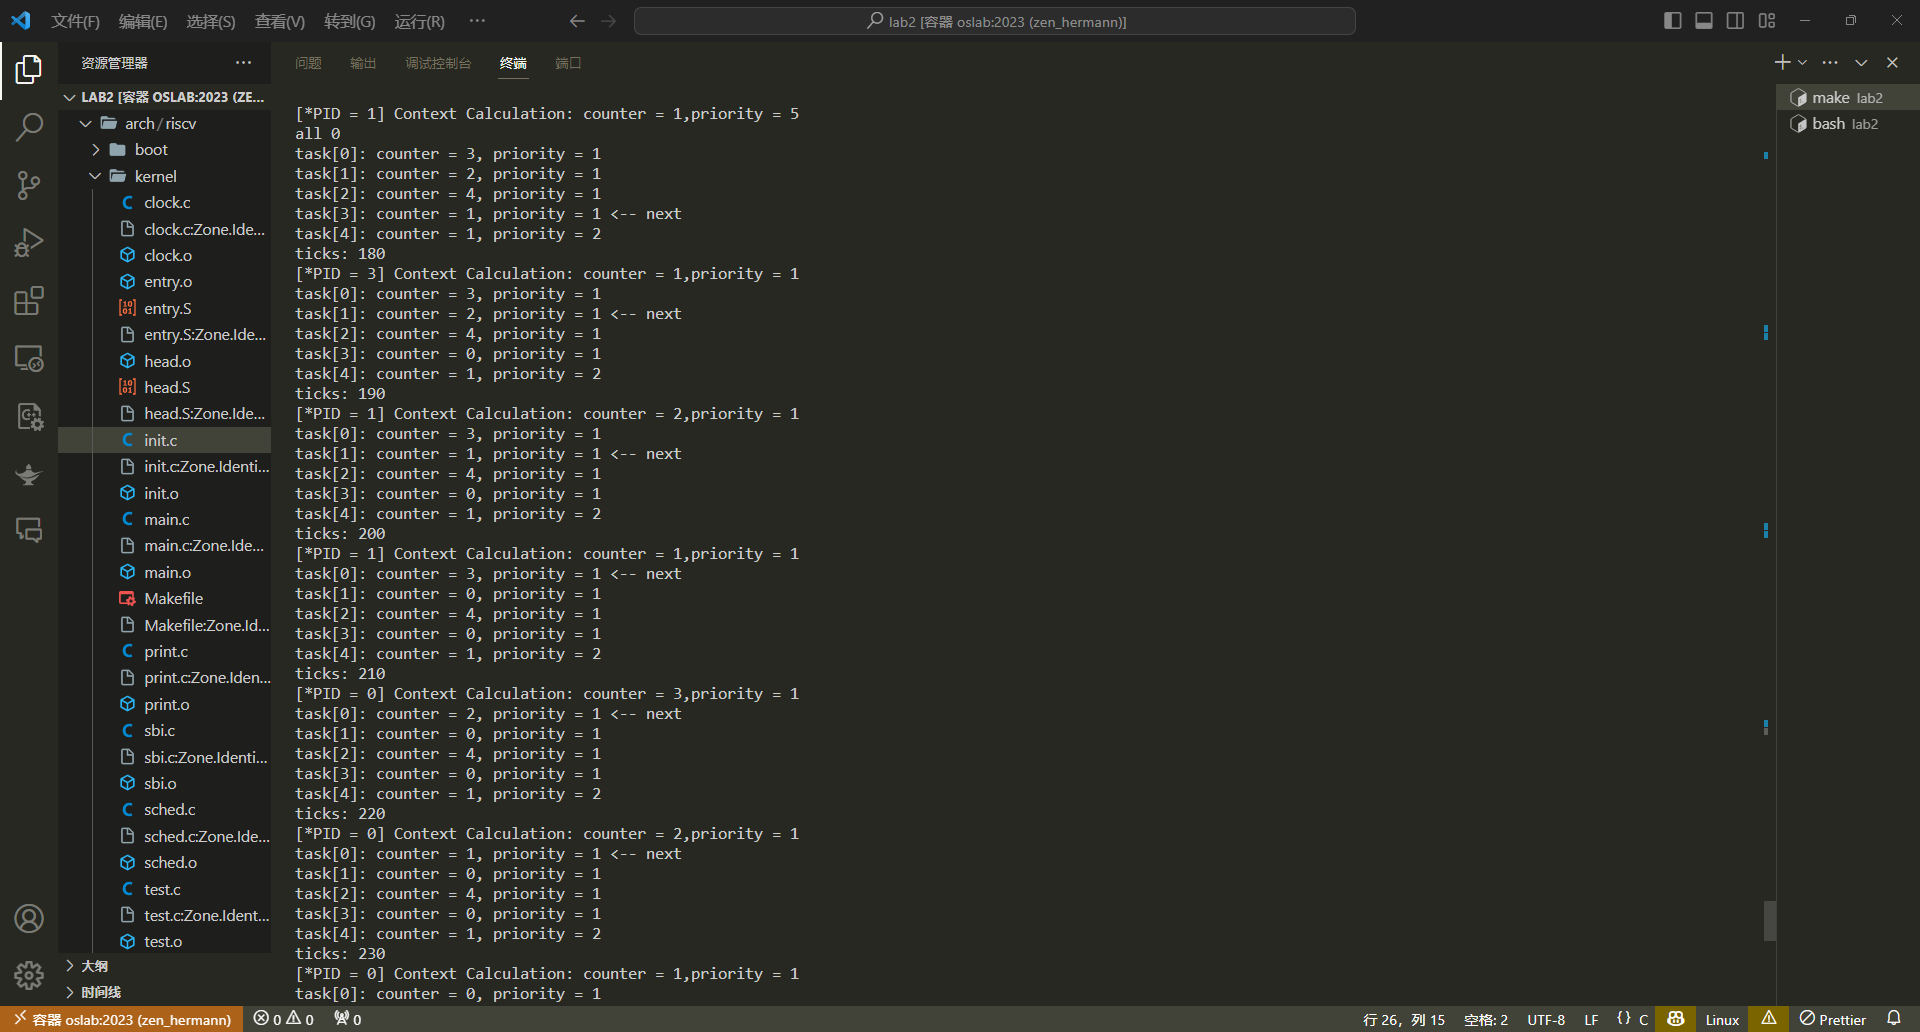 文件(F) 编辑(E) 选择(S) 查看(V) 转到(G) 运行(R) ···
lab2 [容器 oslab:2023 (zen_hermann)]
资源管理器
LAB2 [容器 OSLAB:2023 (ZE...
arch/riscv
boot
kernel
clock.c
clock.c:Zone.Ide...
clock.o
entry.o
entry.S
entry.S:Zone.Ide...
head.o
head.S
head.S:Zone.Ide...
init.c
init.c:Zone.Identi...
init.o
main.c
main.c:Zone.Ide...
main.o
Makefile
Makefile:Zone.Id...
print.c
print.c:Zone.Iden...
print.o
sbi.c
sbi.c:Zone.Identi...
sbi.o
sched.c
sched.c:Zone.Ide...
sched.o
test.c
test.c:Zone.Ident...
test.o
大纲
时间线
问题 输出 调试控制台 终端 端口
[*PID = 1] Context Calculation: counter = 1,priority = 5
all 0
task[0]: counter = 3, priority = 1
task[1]: counter = 2, priority = 1
task[2]: counter = 4, priority = 1
task[3]: counter = 1, priority = 1 <-- next
task[4]: counter = 1, priority = 2
ticks: 180
[*PID = 3] Context Calculation: counter = 1,priority = 1
task[0]: counter = 3, priority = 1
task[1]: counter = 2, priority = 1 <-- next
task[2]: counter = 4, priority = 1
task[3]: counter = 0, priority = 1
task[4]: counter = 1, priority = 2
ticks: 190
[*PID = 1] Context Calculation: counter = 2,priority = 1
task[0]: counter = 3, priority = 1
task[1]: counter = 1, priority = 1 <-- next
task[2]: counter = 4, priority = 1
task[3]: counter = 0, priority = 1
task[4]: counter = 1, priority = 2
ticks: 200
[*PID = 1] Context Calculation: counter = 1,priority = 1
task[0]: counter = 3, priority = 1 <-- next
task[1]: counter = 0, priority = 1
task[2]: counter = 4, priority = 1
task[3]: counter = 0, priority = 1
task[4]: counter = 1, priority = 2
ticks: 210
[*PID = 0] Context Calculation: counter = 3,priority = 1
task[0]: counter = 2, priority = 1 <-- next
task[1]: counter = 0, priority = 1
task[2]: counter = 4, priority = 1
task[3]: counter = 0, priority = 1
task[4]: counter = 1, priority = 2
ticks: 220
[*PID = 0] Context Calculation: counter = 2,priority = 1
task[0]: counter = 1, priority = 1 <-- next
task[1]: counter = 0, priority = 1
task[2]: counter = 4, priority = 1
task[3]: counter = 0, priority = 1
task[4]: counter = 1, priority = 2
ticks: 230
[*PID = 0] Context Calculation: counter = 1,priority = 1
task[0]: counter = 0, priority = 1
make lab2
bash lab2
容器 oslab:2023 (zen_hermann) 0 0 0
行 26，列 15 空格: 2 UTF-8 LF {} C Linux Prettier